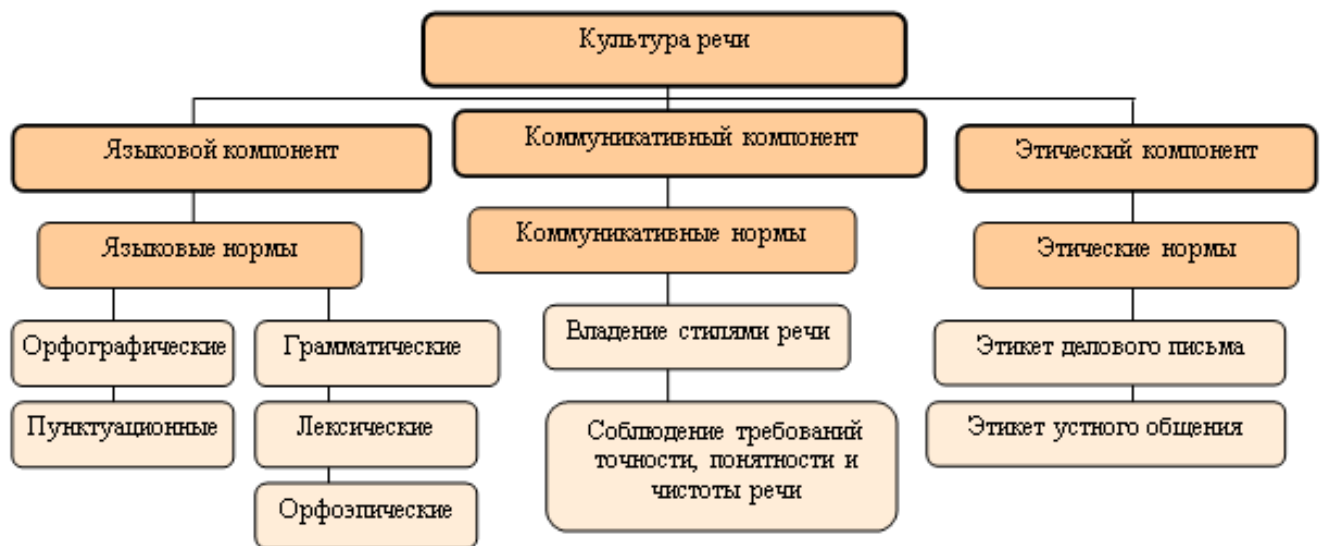 Культура речи
Языковой компонент
Коммуникативный компонент
Этический компонент
Языковые нормы
Коммуникативные нормы
Этические нормы
Орфографические
Грамматические
Владение стилями речи
Этикет делового письма
Пунктуационные
Лексические
Соблюдение требований
точности, понятности и
чистоты речи
Этикет устного общения
Орфоэпические